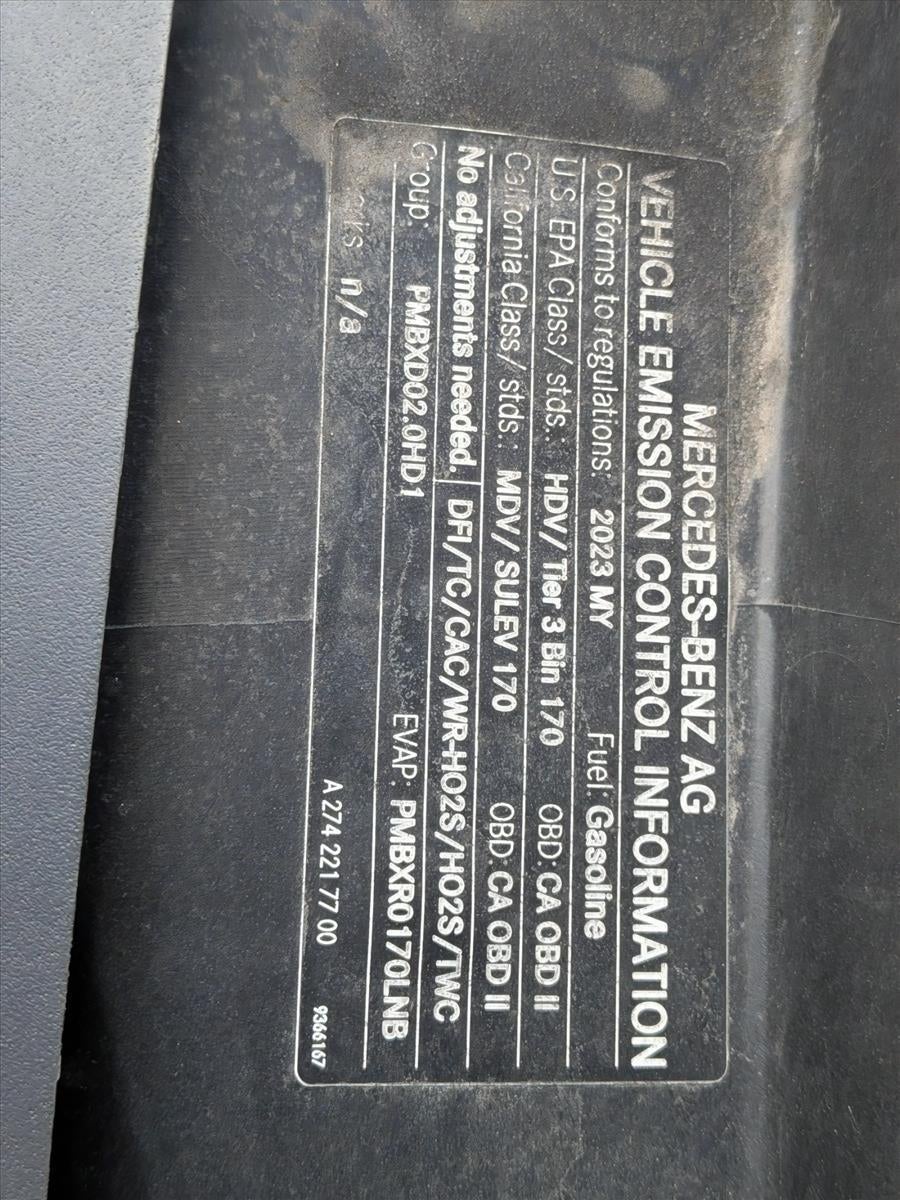 MERCEDES-BENZ AG
VEHICLE EMISSION CONTROL INFORMATION
Conforms to regulations: 2023 MY Fuel: Gasoline
U S EPA Class/ stds.: HDV/ Tier 3 Bin 170 OBD: CA OBD II
California Class/ stds.: MDV/ SULEV 170 OBD: CA OBD II
No adjustments needed. DFI/TC/CAC/WR-HO2S/HO2S/TWC
Group: PMBXD02.0HD1 EVAP: PMBXR0170LNB
n/a
A 274 221 77 00
9366167